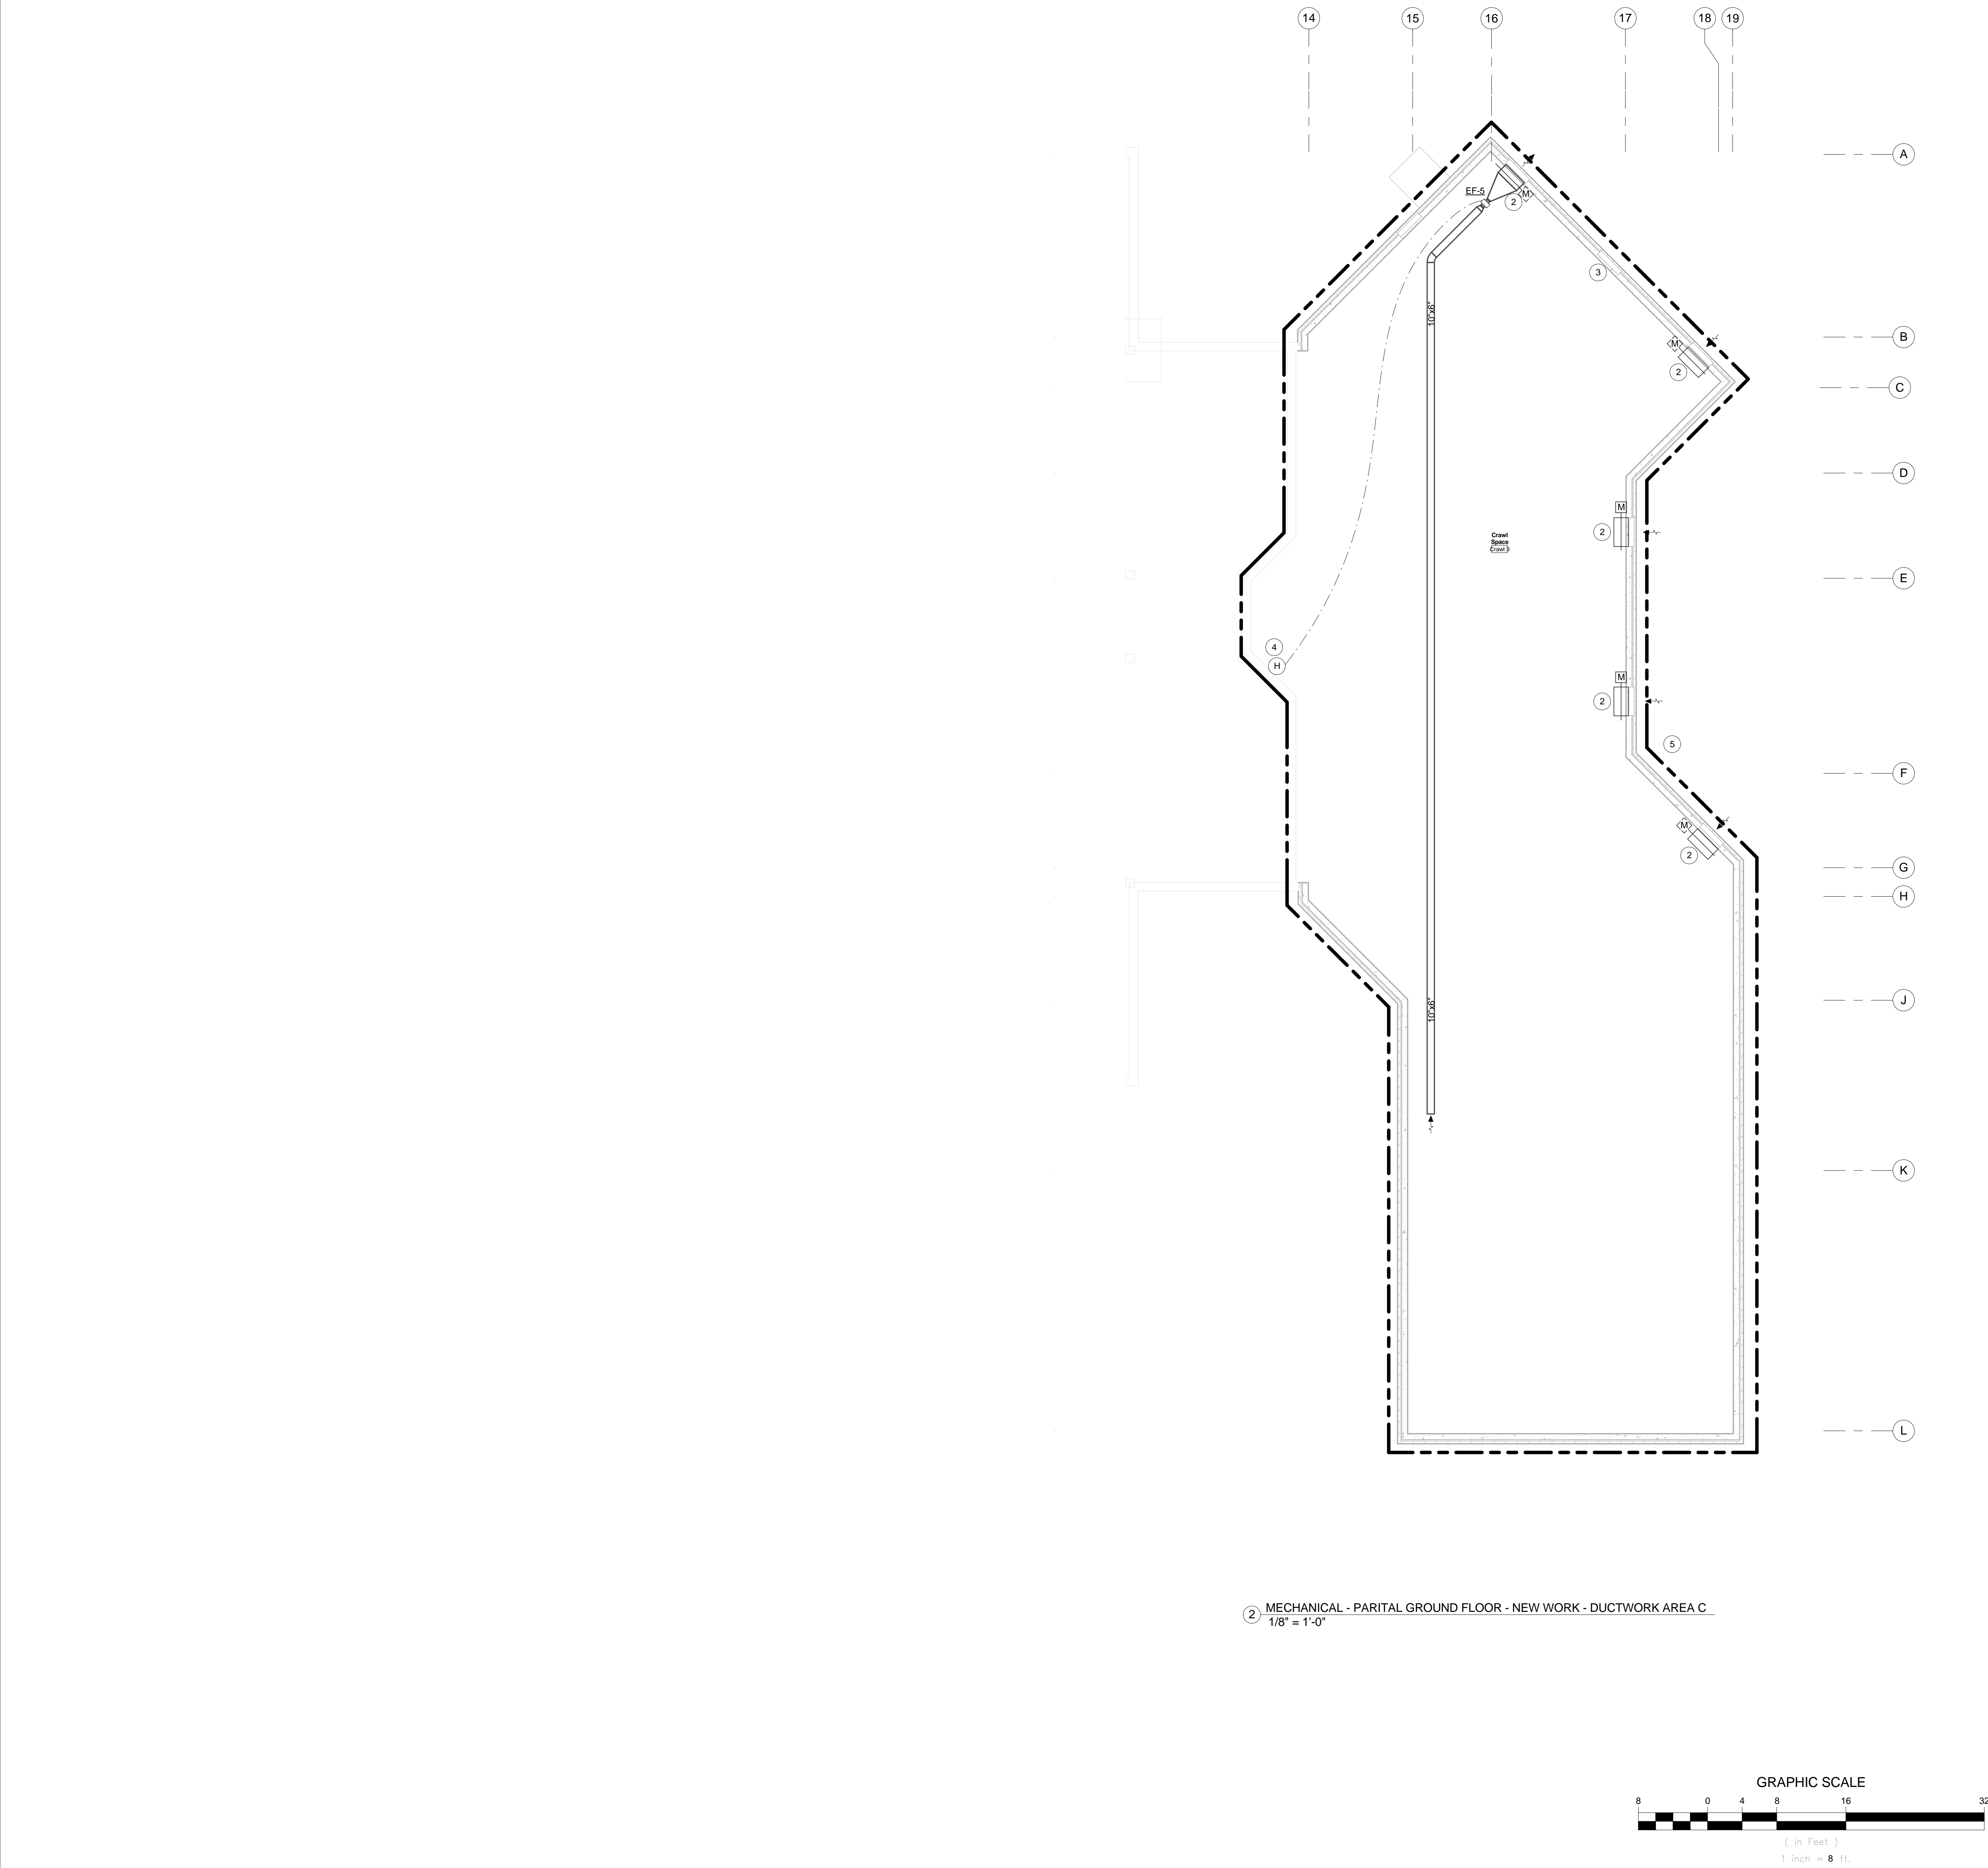 14 15 16 17 18 19
A
EF-5
M
2
3
B
M
2
10"x6"
C
D
M
2
Crawl
Space
Crawl 3
E
4
H
M
2
5
F
M
2
G
H
J
10"x6"
K
L
2 MECHANICAL - PARITAL GROUND FLOOR - NEW WORK - DUCTWORK AREA C
1/8" = 1'-0"
GRAPHIC SCALE
8 0 4 8 16 32
( in Feet )
1 inch = 8 ft.